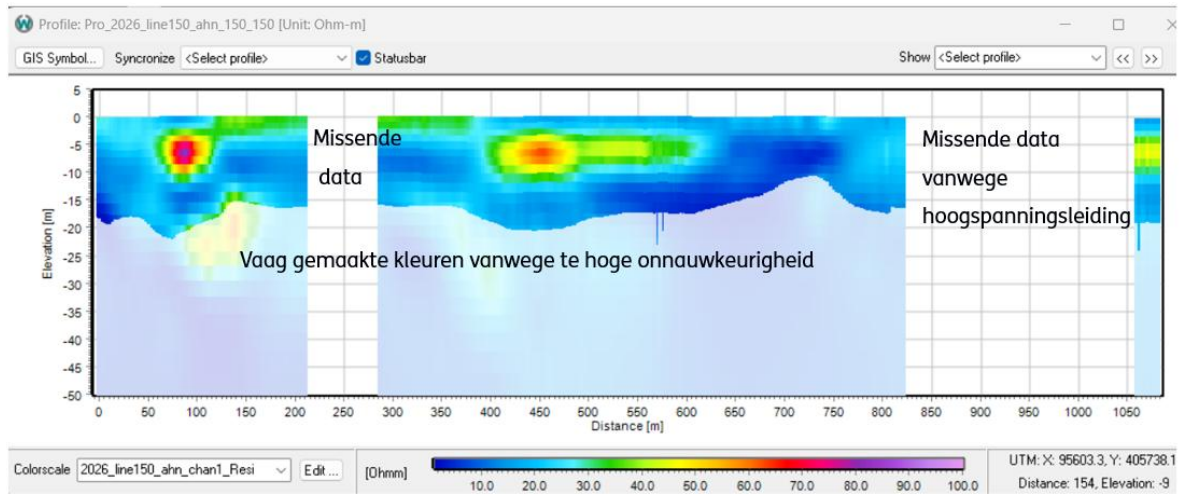 Profile: Pro_2026_line150_ahn_150_150 [Unit: Ohm-m]
GIS Symbol... Syncronize <Select profile> Statusbar Show <Select profile> << >>
5
0
-5
-10
-15
-20
-25
-30
-35
-40
-45
-50
Elevation [m]
Missende
data
Missende data
vanwege
hoogspanningsleiding
Vaag gemaakte kleuren vanwege te hoge onnauwkeurigheid
0 50 100 150 200 250 300 350 400 450 500 550 600 650 700 750 800 850 900 950 1000 1050
Distance [m]
Colorscale 2026_line150_ahn_chan1_Resi Edit... [Ohmm]
10.0 20.0 30.0 40.0 50.0 60.0 70.0 80.0 90.0 100.0
UTM: X: 95603.3, Y: 405738.1
Distance: 154, Elevation: -9